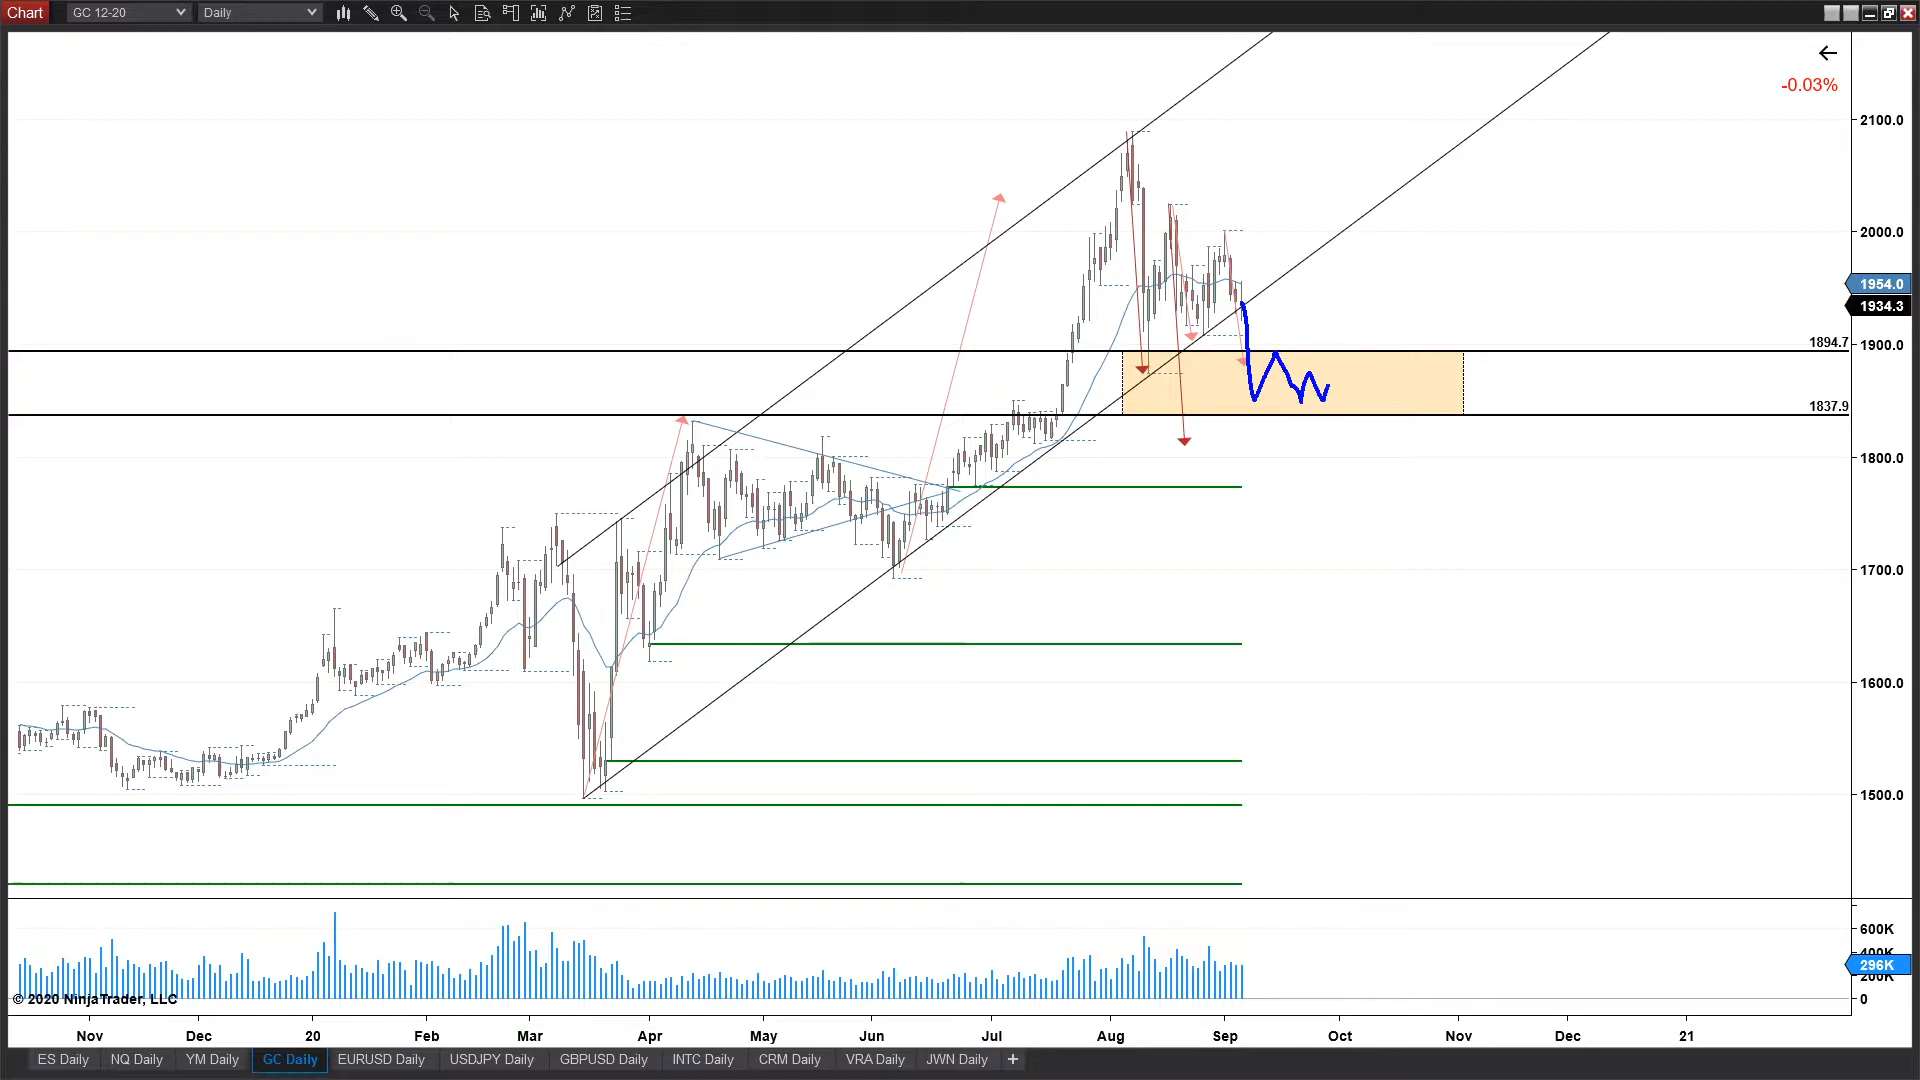 Chart GC 12-20 Daily
-0.03%
2100.0
2000.0
1954.0
1934.3
1900.0
1894.7
1837.9
1800.0
1700.0
1600.0
1500.0
600K
400K
296K
200K
0
© 2020 NinjaTrader, LLC
Nov Dec 20 Feb Mar Apr May Jun Jul Aug Sep Oct Nov Dec 21
ES Daily NQ Daily YM Daily GC Daily EURUSD Daily USDJPY Daily GBPUSD Daily INTC Daily CRM Daily VRA Daily JWN Daily +